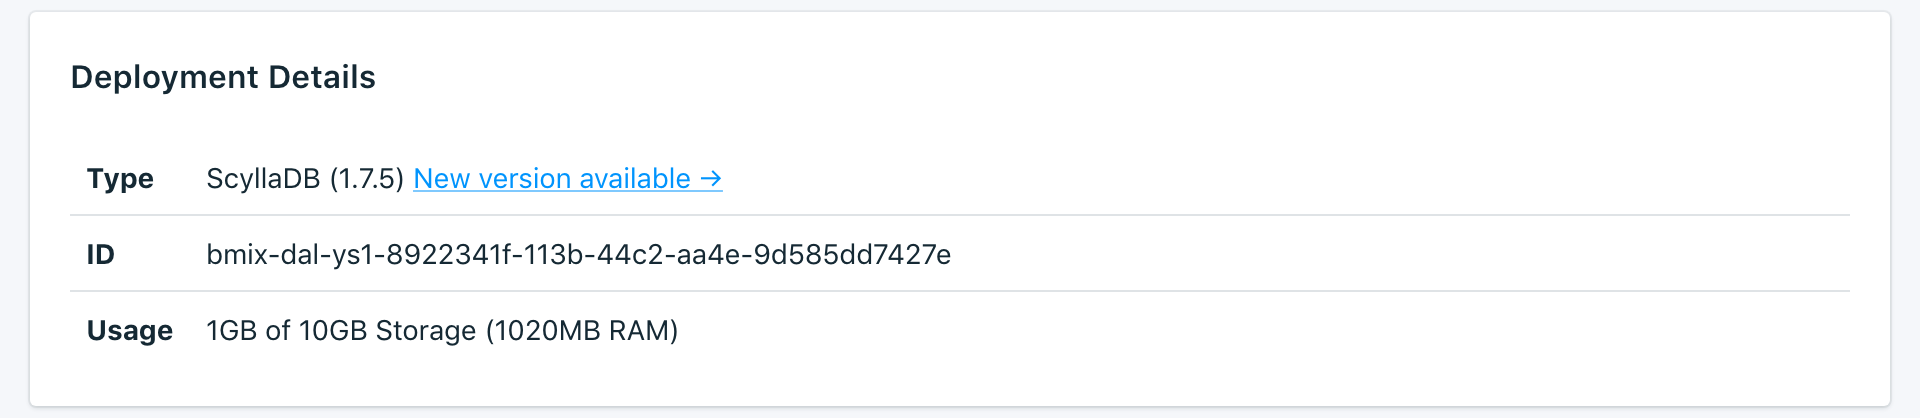 Deployment Details
Type ScyllaDB (1.7.5) New version available →
ID bmix-dal-ys1-8922341f-113b-44c2-aa4e-9d585dd7427e
Usage 1GB of 10GB Storage (1020MB RAM)